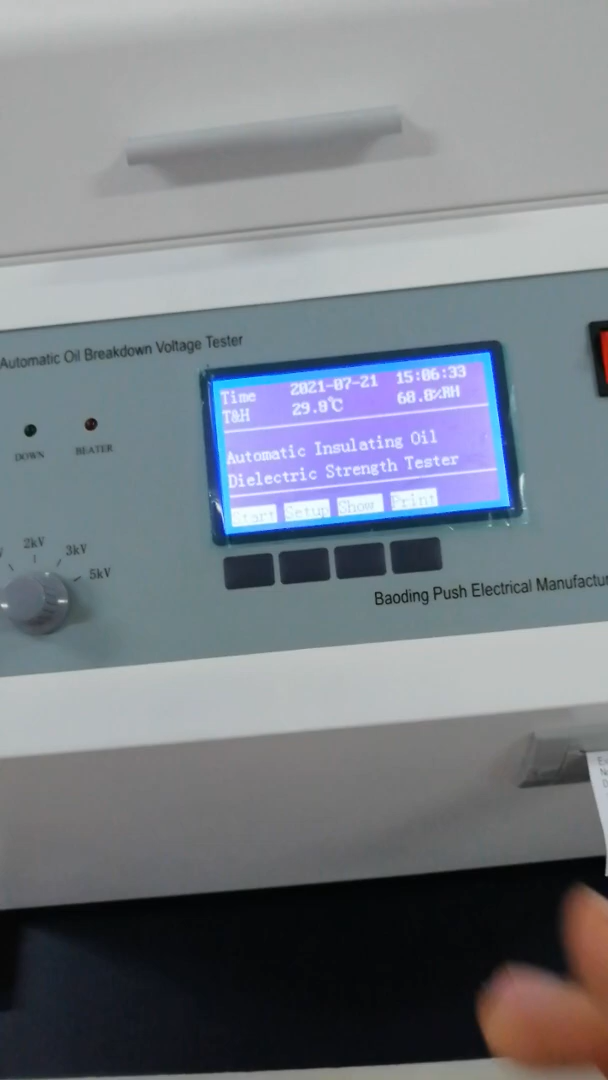 Automatic Oil Breakdown Voltage Tester
Time 2021-07-21 15:06:33
T&H 29.8℃ 68.8%RH
Automatic Insulating Oil
Dielectric Strength Tester
Start Setup Show Print
DOWN BEATER
2kV 3kV
5kV
Baoding Push Electrical Manufactur